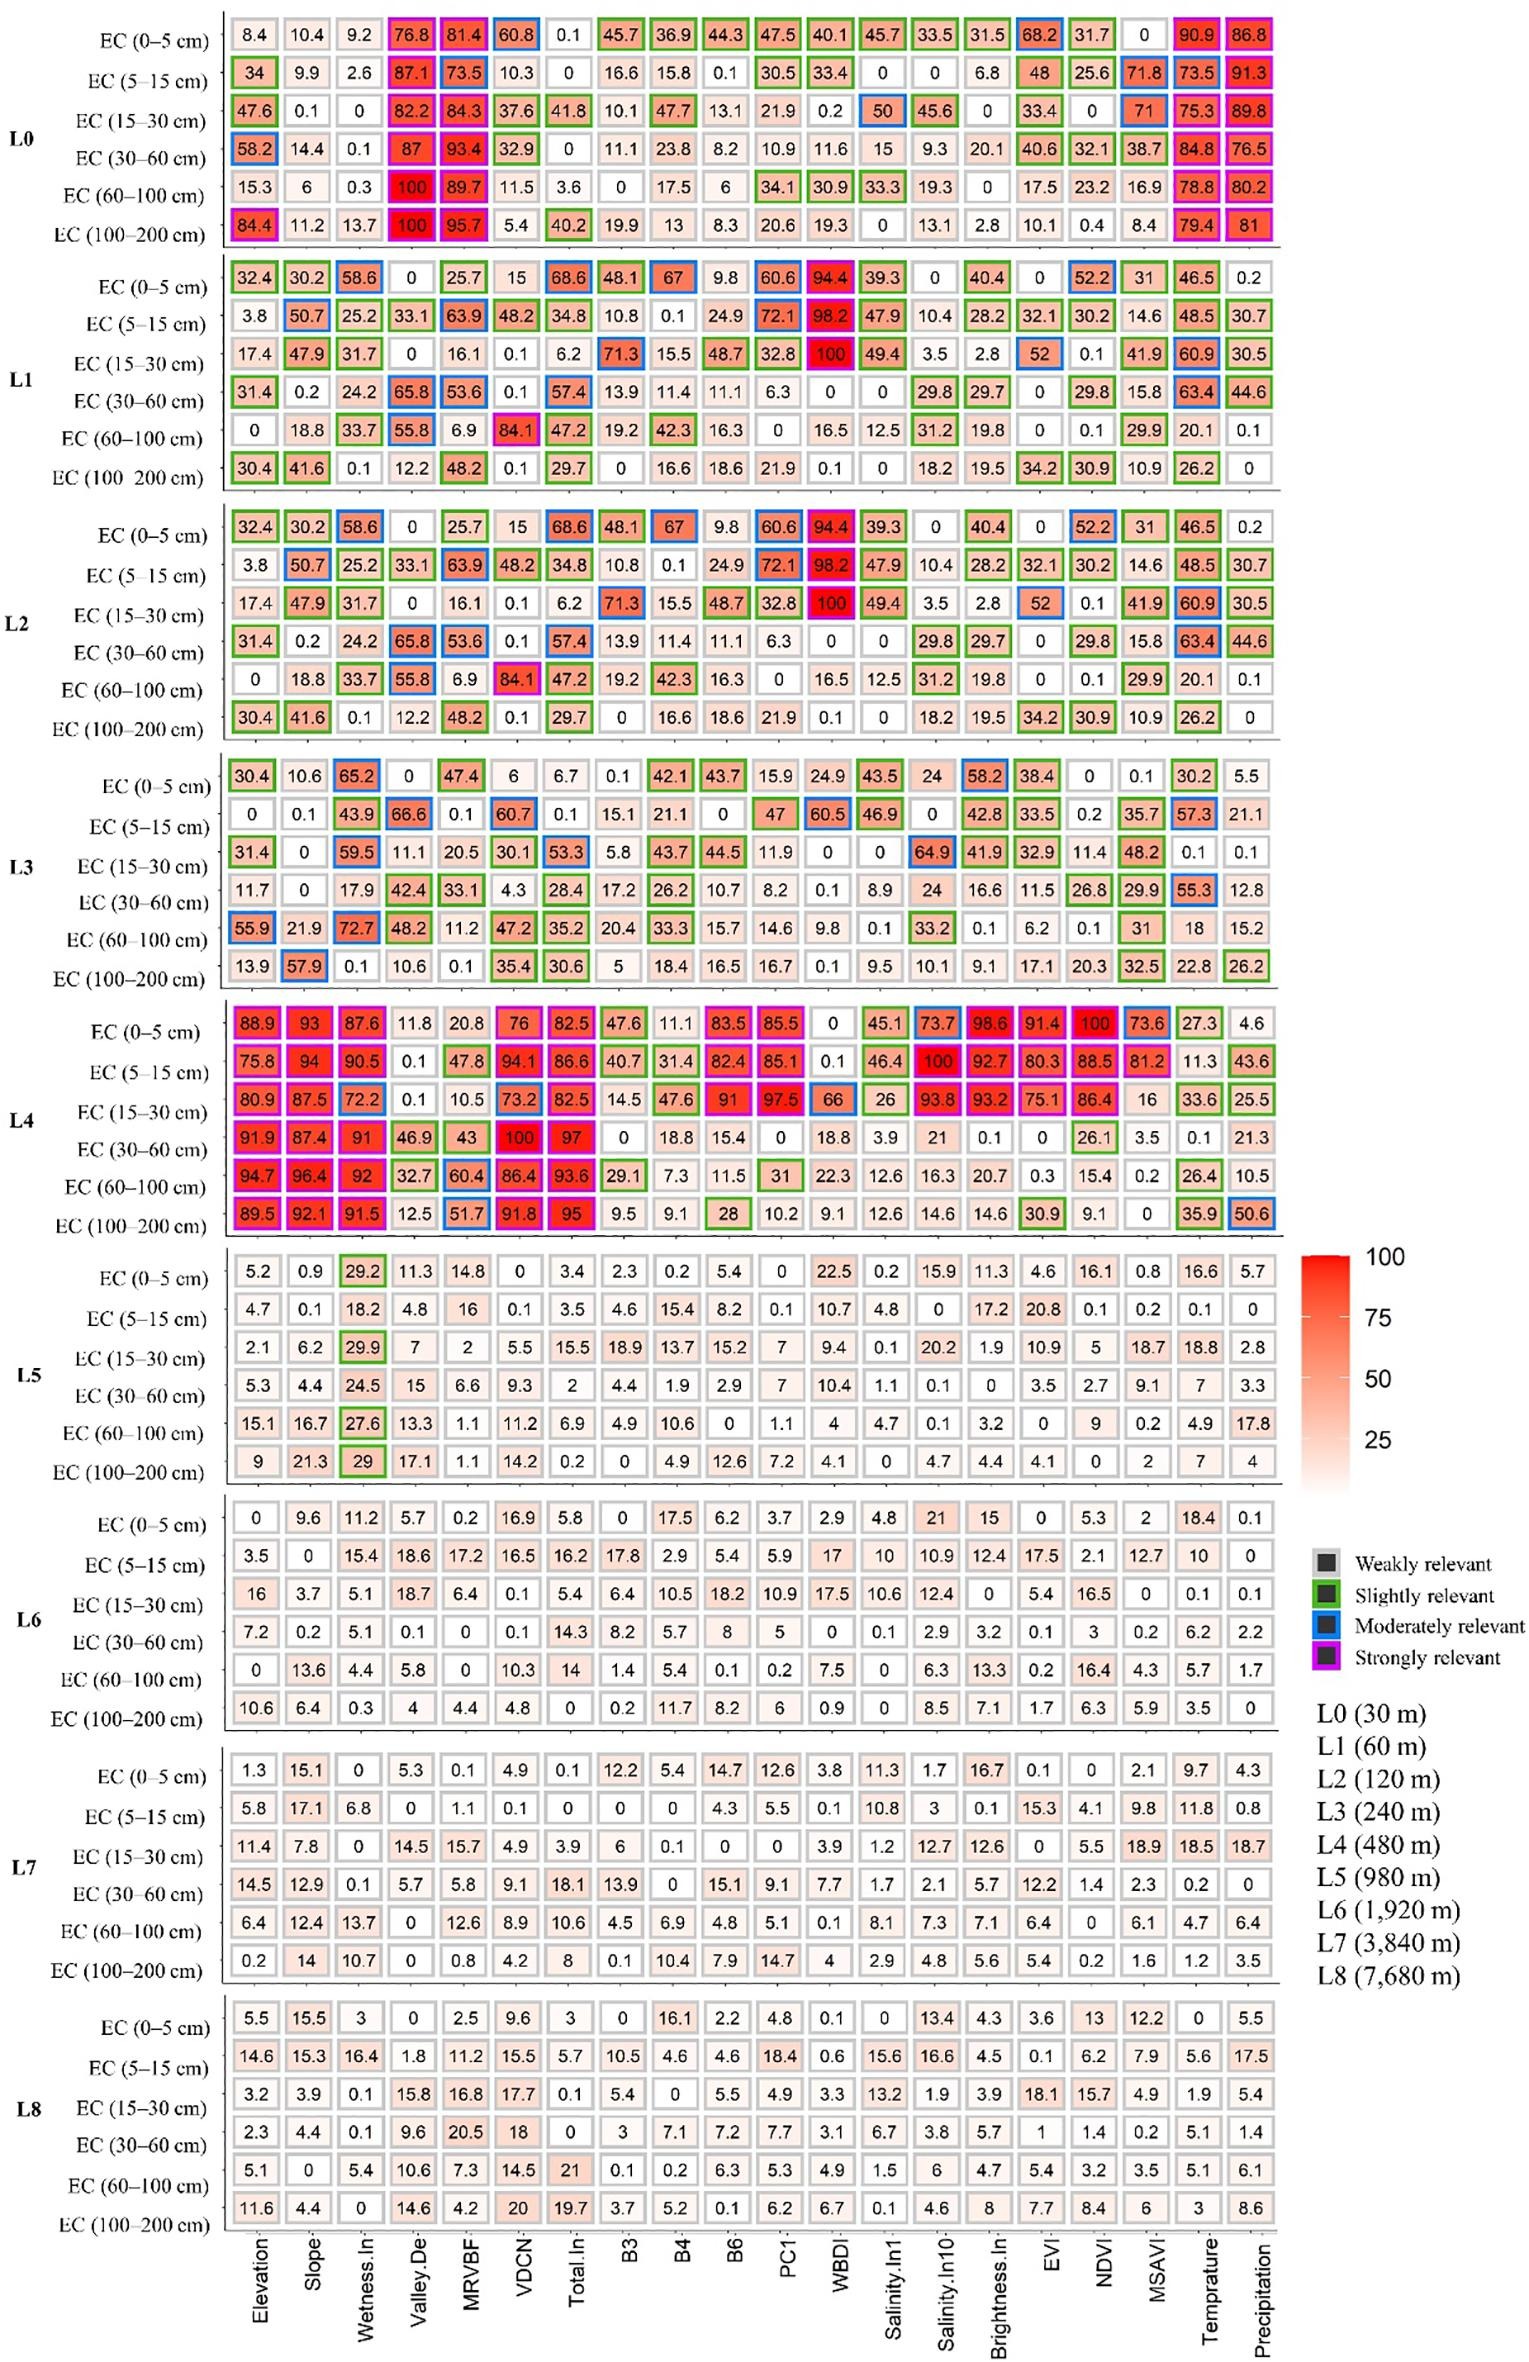 EC (0–5 cm) 8.4 10.4 9.2 76.8 81.4 60.8 0.1 45.7 36.9 44.3 47.5 40.1 45.7 33.5 31.5 68.2 31.7 0 90.9 86.8
EC (5–15 cm) 34 9.9 2.6 87.1 73.5 10.3 0 16.6 15.8 0.1 30.5 33.4 0 0 6.8 48 25.6 71.8 73.5 91.3
EC (15–30 cm) 47.6 0.1 0 82.2 84.3 37.6 41.8 10.1 47.7 13.1 21.9 0.2 50 45.6 0 33.4 0 71 75.3 89.8
L0
EC (30–60 cm) 58.2 14.4 0.1 87 93.4 32.9 0 11.1 23.8 8.2 10.9 11.6 15 9.3 20.1 40.6 32.1 38.7 84.8 76.5
EC (60–100 cm) 15.3 6 0.3 100 89.7 11.5 3.6 0 17.5 6 34.1 30.9 33.3 19.3 0 17.5 23.2 16.9 78.8 80.2
EC (100–200 cm) 84.4 11.2 13.7 100 95.7 5.4 40.2 19.9 13 8.3 20.6 19.3 0 13.1 2.8 10.1 0.4 8.4 79.4 81
EC (0–5 cm) 32.4 30.2 58.6 0 25.7 15 68.6 48.1 67 9.8 60.6 94.4 39.3 0 40.4 0 52.2 31 46.5 0.2
EC (5–15 cm) 3.8 50.7 25.2 33.1 63.9 48.2 34.8 10.8 0.1 24.9 72.1 98.2 47.9 10.4 28.2 32.1 30.2 14.6 48.5 30.7
EC (15–30 cm) 17.4 47.9 31.7 0 16.1 0.1 6.2 71.3 15.5 48.7 32.8 100 49.4 3.5 2.8 52 0.1 41.9 60.9 30.5
L1
EC (30–60 cm) 31.4 0.2 24.2 65.8 53.6 0.1 57.4 13.9 11.4 11.1 6.3 0 0 29.8 29.7 0 29.8 15.8 63.4 44.6
EC (60–100 cm) 0 18.8 33.7 55.8 6.9 84.1 47.2 19.2 42.3 16.3 0 16.5 12.5 31.2 19.8 0 0.1 29.9 20.1 0.1
EC (100 200 cm) 30.4 41.6 0.1 12.2 48.2 0.1 29.7 0 16.6 18.6 21.9 0.1 0 18.2 19.5 34.2 30.9 10.9 26.2 0
EC (0–5 cm) 32.4 30.2 58.6 0 25.7 15 68.6 48.1 67 9.8 60.6 94.4 39.3 0 40.4 0 52.2 31 46.5 0.2
EC (5–15 cm) 3.8 50.7 25.2 33.1 63.9 48.2 34.8 10.8 0.1 24.9 72.1 98.2 47.9 10.4 28.2 32.1 30.2 14.6 48.5 30.7
EC (15–30 cm) 17.4 47.9 31.7 0 16.1 0.1 6.2 71.3 15.5 48.7 32.8 100 49.4 3.5 2.8 52 0.1 41.9 60.9 30.5
L2
EC (30–60 cm) 31.4 0.2 24.2 65.8 53.6 0.1 57.4 13.9 11.4 11.1 6.3 0 0 29.8 29.7 0 29.8 15.8 63.4 44.6
EC (60–100 cm) 0 18.8 33.7 55.8 6.9 84.1 47.2 19.2 42.3 16.3 0 16.5 12.5 31.2 19.8 0 0.1 29.9 20.1 0.1
EC (100–200 cm) 30.4 41.6 0.1 12.2 48.2 0.1 29.7 0 16.6 18.6 21.9 0.1 0 18.2 19.5 34.2 30.9 10.9 26.2 0
EC (0–5 cm) 30.4 10.6 65.2 0 47.4 6 6.7 0.1 42.1 43.7 15.9 24.9 43.5 24 58.2 38.4 0 0.1 30.2 5.5
EC (5–15 cm) 0 0.1 43.9 66.6 0.1 60.7 0.1 15.1 21.1 0 47 60.5 46.9 0 42.8 33.5 0.2 35.7 57.3 21.1
L3
EC (15–30 cm) 31.4 0 59.5 11.1 20.5 30.1 53.3 5.8 43.7 44.5 11.9 0 0 64.9 41.9 32.9 11.4 48.2 0.1 0.1
EC (30–60 cm) 11.7 0 17.9 42.4 33.1 4.3 28.4 17.2 26.2 10.7 8.2 0.1 8.9 24 16.6 11.5 26.8 29.9 55.3 12.8
EC (60–100 cm) 55.9 21.9 72.7 48.2 11.2 47.2 35.2 20.4 33.3 15.7 14.6 9.8 0.1 33.2 0.1 6.2 0.1 31 18 15.2
EC (100–200 cm) 13.9 57.9 0.1 10.6 0.1 35.4 30.6 5 18.4 16.5 16.7 0.1 9.5 10.1 9.1 17.1 20.3 32.5 22.8 26.2
EC (0–5 cm) 88.9 93 87.6 11.8 20.8 76 82.5 47.6 11.1 83.5 85.5 0 45.1 73.7 98.6 91.4 100 73.6 27.3 4.6
EC (5–15 cm) 75.8 94 90.5 0.1 47.8 94.1 86.6 40.7 31.4 82.4 85.1 0.1 46.4 100 92.7 80.3 88.5 81.2 11.3 43.6
EC (15–30 cm) 80.9 87.5 72.2 0.1 10.5 73.2 82.5 14.5 47.6 91 97.5 66 26 93.8 93.2 75.1 86.4 16 33.6 25.5
L4
EC (30–60 cm) 91.9 87.4 91 46.9 43 100 97 0 18.8 15.4 0 18.8 3.9 21 0.1 0 26.1 3.5 0.1 21.3
EC (60–100 cm) 94.7 96.4 92 32.7 60.4 86.4 93.6 29.1 7.3 11.5 31 22.3 12.6 16.3 20.7 0.3 15.4 0.2 26.4 10.5
EC (100–200 cm) 89.5 92.1 91.5 12.5 51.7 91.8 95 9.5 9.1 28 10.2 9.1 12.6 14.6 14.6 30.9 9.1 0 35.9 50.6
EC (0–5 cm) 5.2 0.9 29.2 11.3 14.8 0 3.4 2.3 0.2 5.4 0 22.5 0.2 15.9 11.3 4.6 16.1 0.8 16.6 5.7
EC (5–15 cm) 4.7 0.1 18.2 4.8 16 0.1 3.5 4.6 15.4 8.2 0.1 10.7 4.8 0 17.2 20.8 0.1 0.2 0.1 0
EC (15–30 cm) 2.1 6.2 29.9 7 2 5.5 15.5 18.9 13.7 15.2 7 9.4 0.1 20.2 1.9 10.9 5 18.7 18.8 2.8
L5
EC (30–60 cm) 5.3 4.4 24.5 15 6.6 9.3 2 4.4 1.9 2.9 7 10.4 1.1 0.1 0 3.5 2.7 9.1 7 3.3
EC (60–100 cm) 15.1 16.7 27.6 13.3 1.1 11.2 6.9 4.9 10.6 0 1.1 4 4.7 0.1 3.2 0 9 0.2 4.9 17.8
EC (100–200 cm) 9 21.3 29 17.1 1.1 14.2 0.2 0 4.9 12.6 7.2 4.1 0 4.7 4.4 4.1 0 2 7 4
EC (0–5 cm) 0 9.6 11.2 5.7 0.2 16.9 5.8 0 17.5 6.2 3.7 2.9 4.8 21 15 0 5.3 2 18.4 0.1
EC (5–15 cm) 3.5 0 15.4 18.6 17.2 16.5 16.2 17.8 2.9 5.4 5.9 17 10 10.9 12.4 17.5 2.1 12.7 10 0
EC (15–30 cm) 16 3.7 5.1 18.7 6.4 0.1 5.4 6.4 10.5 18.2 10.9 17.5 10.6 12.4 0 5.4 16.5 0 0.1 0.1
L6
EC (30–60 cm) 7.2 0.2 5.1 0.1 0 0.1 14.3 8.2 5.7 8 5 0 0.1 2.9 3.2 0.1 3 0.2 6.2 2.2
EC (60–100 cm) 0 13.6 4.4 5.8 0 10.3 14 1.4 5.4 0.1 0.2 7.5 0 6.3 13.3 0.2 16.4 4.3 5.7 1.7
EC (100–200 cm) 10.6 6.4 0.3 4 4.4 4.8 0 0.2 11.7 8.2 6 0.9 0 8.5 7.1 1.7 6.3 5.9 3.5 0
EC (0–5 cm) 1.3 15.1 0 5.3 0.1 4.9 0.1 12.2 5.4 14.7 12.6 3.8 11.3 1.7 16.7 0.1 0 2.1 9.7 4.3
EC (5–15 cm) 5.8 17.1 6.8 0 1.1 0.1 0 0 0 4.3 5.5 0.1 10.8 3 0.1 15.3 4.1 9.8 11.8 0.8
EC (15–30 cm) 11.4 7.8 0 14.5 15.7 4.9 3.9 6 0.1 0 0 3.9 1.2 12.7 12.6 0 5.5 18.9 18.5 18.7
L7
EC (30–60 cm) 14.5 12.9 0.1 5.7 5.8 9.1 18.1 13.9 0 15.1 9.1 7.7 1.7 2.1 5.7 12.2 1.4 2.3 0.2 0
EC (60–100 cm) 6.4 12.4 13.7 0 12.6 8.9 10.6 4.5 6.9 4.8 5.1 0.1 8.1 7.3 7.1 6.4 0 6.1 4.7 6.4
EC (100–200 cm) 0.2 14 10.7 0 0.8 4.2 8 0.1 10.4 7.9 14.7 4 2.9 4.8 5.6 5.4 0.2 1.6 1.2 3.5
EC (0–5 cm) 5.5 15.5 3 0 2.5 9.6 3 0 16.1 2.2 4.8 0.1 0 13.4 4.3 3.6 13 12.2 0 5.5
EC (5–15 cm) 14.6 15.3 16.4 1.8 11.2 15.5 5.7 10.5 4.6 4.6 18.4 0.6 15.6 16.6 4.5 0.1 6.2 7.9 5.6 17.5
EC (15–30 cm) 3.2 3.9 0.1 15.8 16.8 17.7 0.1 5.4 0 5.5 4.9 3.3 13.2 1.9 3.9 18.1 15.7 4.9 1.9 5.4
L8
EC (30–60 cm) 2.3 4.4 0.1 9.6 20.5 18 0 3 7.1 7.2 7.7 3.1 6.7 3.8 5.7 1 1.4 0.2 5.1 1.4
EC (60–100 cm) 5.1 0 5.4 10.6 7.3 14.5 21 0.1 0.2 6.3 5.3 4.9 1.5 6 4.7 5.4 3.2 3.5 5.1 6.1
EC (100–200 cm) 11.6 4.4 0 14.6 4.2 20 19.7 3.7 5.2 0.1 6.2 6.7 0.1 4.6 8 7.7 8.4 6 3 8.6
Elevation Slope Wetness.In Valley.De MRVBF VDCN Total.In B3 B4 B6 PC1 WBDI Salinity.In1 Salinity.In10 Brightness.In EVI NDVI MSAVI Temprature Precipitation
100
75
50
25
Weakly relevant
Slightly relevant
Moderately relevant
Strongly relevant
L0 (30 m)
L1 (60 m)
L2 (120 m)
L3 (240 m)
L4 (480 m)
L5 (980 m)
L6 (1,920 m)
L7 (3,840 m)
L8 (7,680 m)